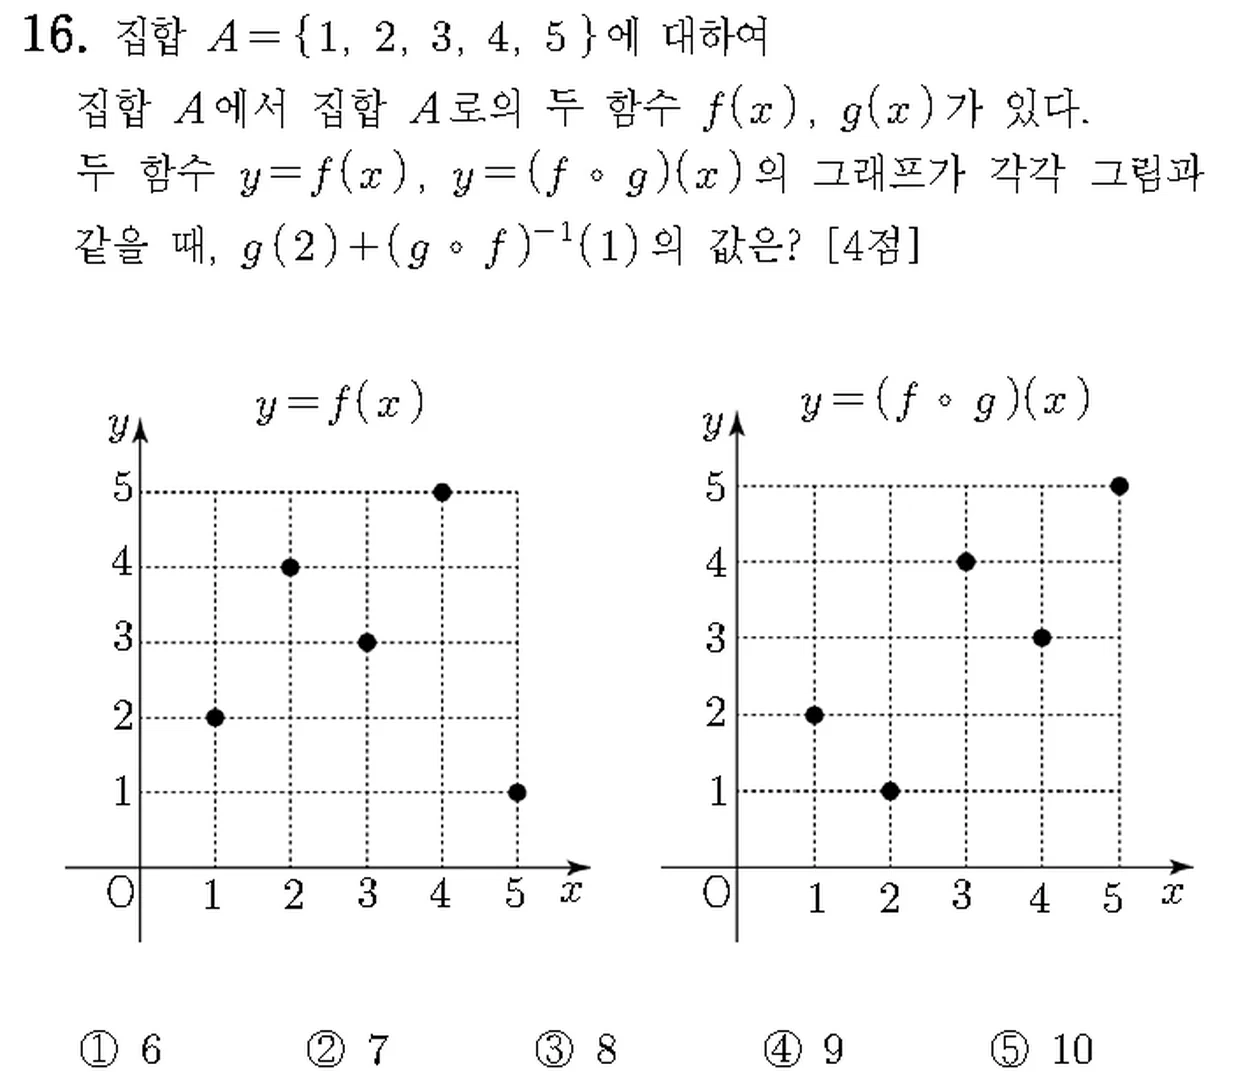 16. 집합 A={1, 2, 3, 4, 5}에 대하여
집합 A에서 집합 A로의 두 함수 f(x), g(x)가 있다.
두 함수 y=f(x), y=(f∘g)(x)의 그래프가 각각 그림과
같을 때, g(2)+(g∘f)⁻¹(1)의 값은? [4점]
y=f(x)
y
5
4
3
2
1
O 1 2 3 4 5 x
y=(f∘g)(x)
y
5
4
3
2
1
O 1 2 3 4 5 x
① 6 ② 7 ③ 8 ④ 9 ⑤ 10